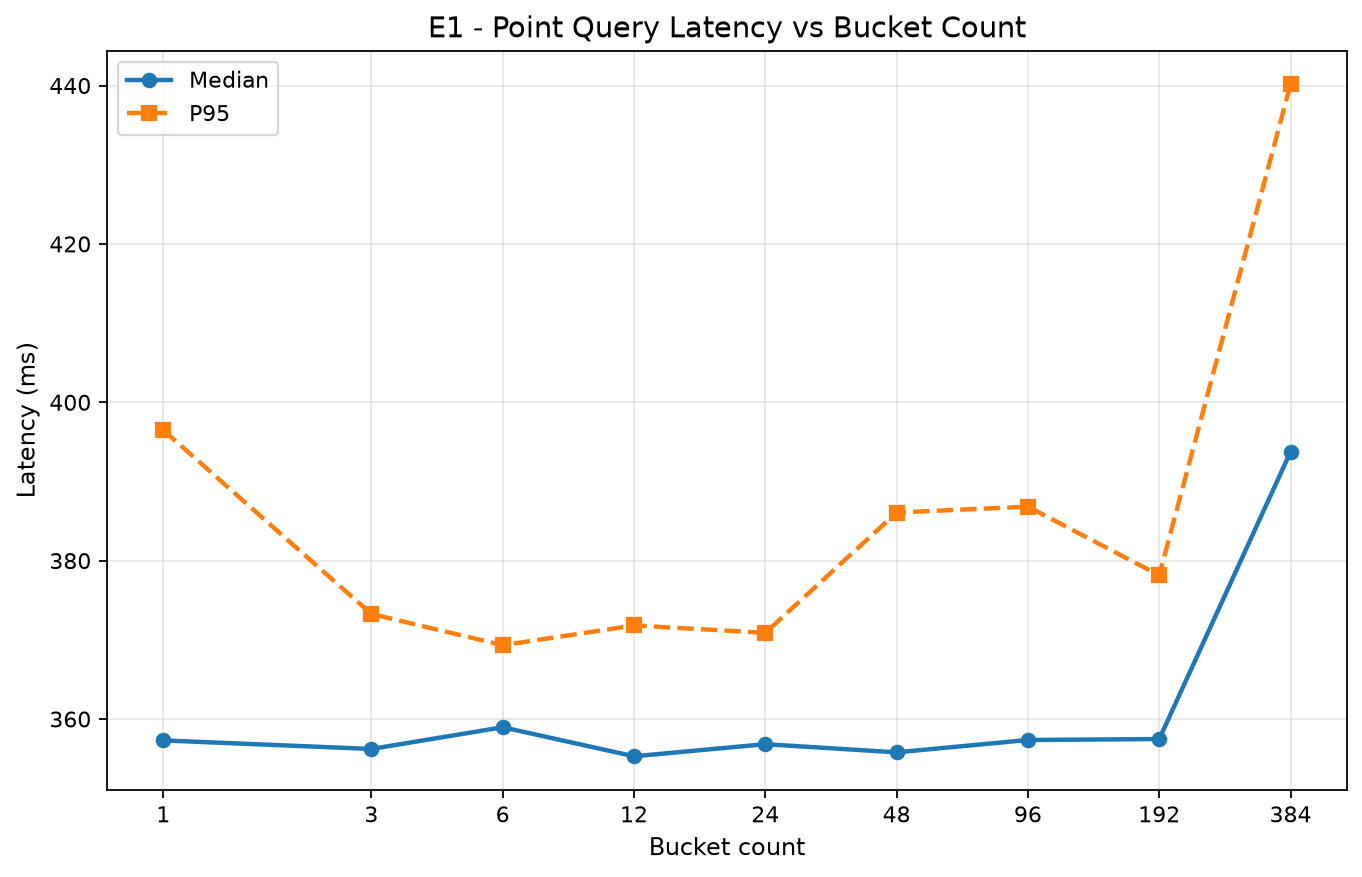 E1 - Point Query Latency vs Bucket Count
Median
P95
440
420
400
380
360
Latency (ms)
1 3 6 12 24 48 96 192 384
Bucket count